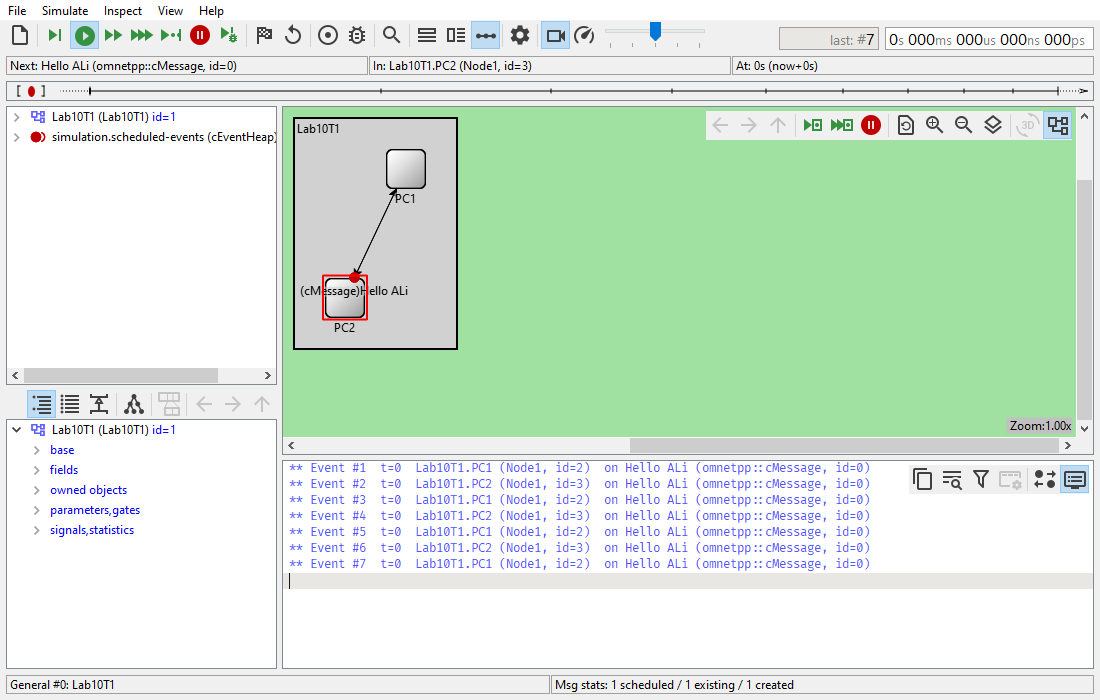 File Simulate Inspect View Help
last: #7
0s 000ms 000us 000ns 000ps
Next: Hello ALi (omnetpp::cMessage, id=0)
In: Lab10T1.PC2 (Node1, id=3)
At: 0s (now+0s)
Lab10T1 (Lab10T1) id=1
simulation.scheduled-events (cEventHeap)
Lab10T1
3D
PC1
(cMessage)Hello ALi
PC2
Zoom:1.00x
Lab10T1 (Lab10T1) id=1
base
fields
owned objects
parameters,gates
signals,statistics
** Event #1 t=0 Lab10T1.PC1 (Node1, id=2) on Hello ALi (omnetpp::cMessage, id=0)
** Event #2 t=0 Lab10T1.PC2 (Node1, id=3) on Hello ALi (omnetpp::cMessage, id=0)
** Event #3 t=0 Lab10T1.PC1 (Node1, id=2) on Hello ALi (omnetpp::cMessage, id=0)
** Event #4 t=0 Lab10T1.PC2 (Node1, id=3) on Hello ALi (omnetpp::cMessage, id=0)
** Event #5 t=0 Lab10T1.PC1 (Node1, id=2) on Hello ALi (omnetpp::cMessage, id=0)
** Event #6 t=0 Lab10T1.PC2 (Node1, id=3) on Hello ALi (omnetpp::cMessage, id=0)
** Event #7 t=0 Lab10T1.PC1 (Node1, id=2) on Hello ALi (omnetpp::cMessage, id=0)
General #0: Lab10T1
Msg stats: 1 scheduled / 1 existing / 1 created